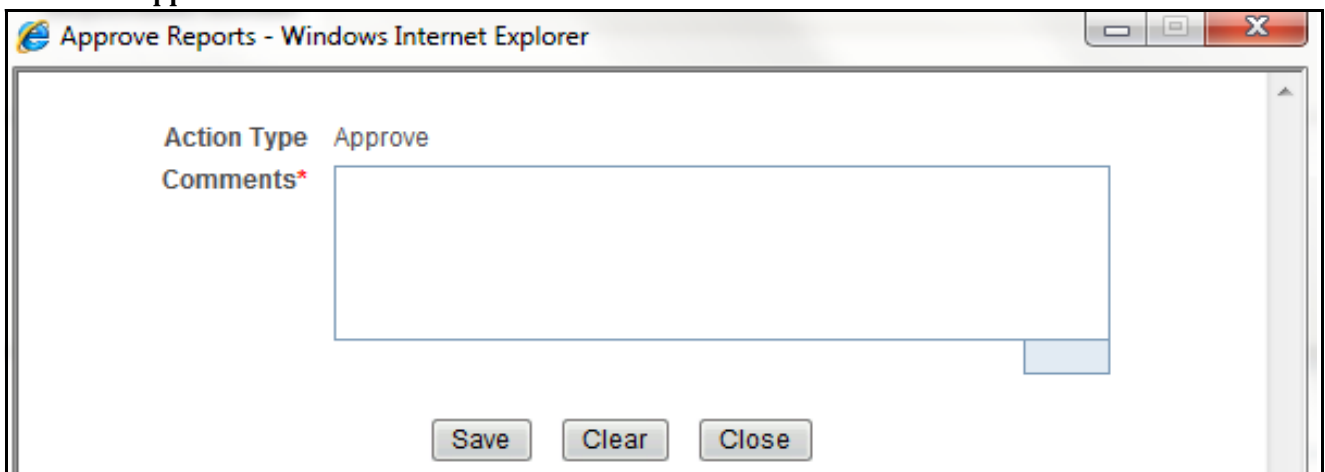 Approve Reports - Windows Internet Explorer
Action Type Approve
Comments*
Save Clear Close